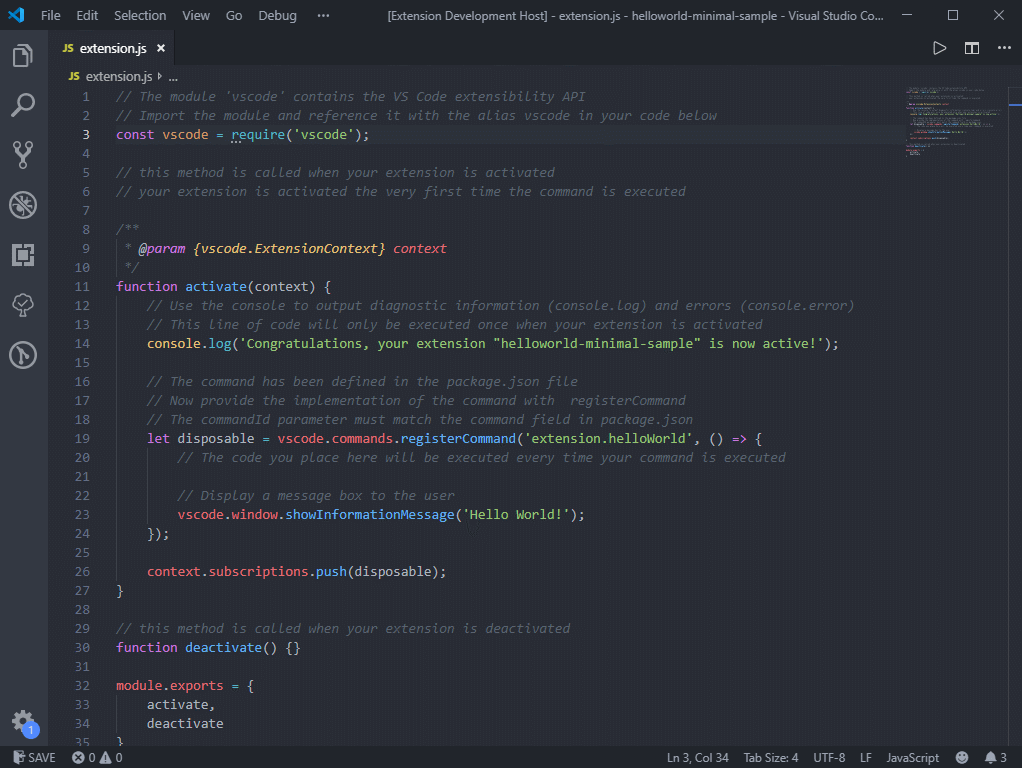 File Edit Selection View Go Debug ··· [Extension Development Host] - extension.js - helloworld-minimal-sample - Visual Studio Co...
JS extension.js ×
JS extension.js ...
1 // The module 'vscode' contains the VS Code extensibility API
2 // Import the module and reference it with the alias vscode in your code below
3 const vscode = require('vscode');
4
5 // this method is called when your extension is activated
6 // your extension is activated the very first time the command is executed
7
8 /**
9 * @param {vscode.ExtensionContext} context
10 */
11 function activate(context) {
12 // Use the console to output diagnostic information (console.log) and errors (console.error)
13 // This line of code will only be executed once when your extension is activated
14 console.log('Congratulations, your extension "helloworld-minimal-sample" is now active!');
15
16 // The command has been defined in the package.json file
17 // Now provide the implementation of the command with  registerCommand
18 // The commandId parameter must match the command field in package.json
19 let disposable = vscode.commands.registerCommand('extension.helloWorld', () => {
20 // The code you place here will be executed every time your command is executed
21
22 // Display a message box to the user
23 vscode.window.showInformationMessage('Hello World!');
24 });
25
26 context.subscriptions.push(disposable);
27 }
28
29 // this method is called when your extension is deactivated
30 function deactivate() {}
31
32 module.exports = {
33 activate,
34 deactivate
35 }
1
SAVE 0 0 Ln 3, Col 34 Tab Size: 4 UTF-8 LF JavaScript 3